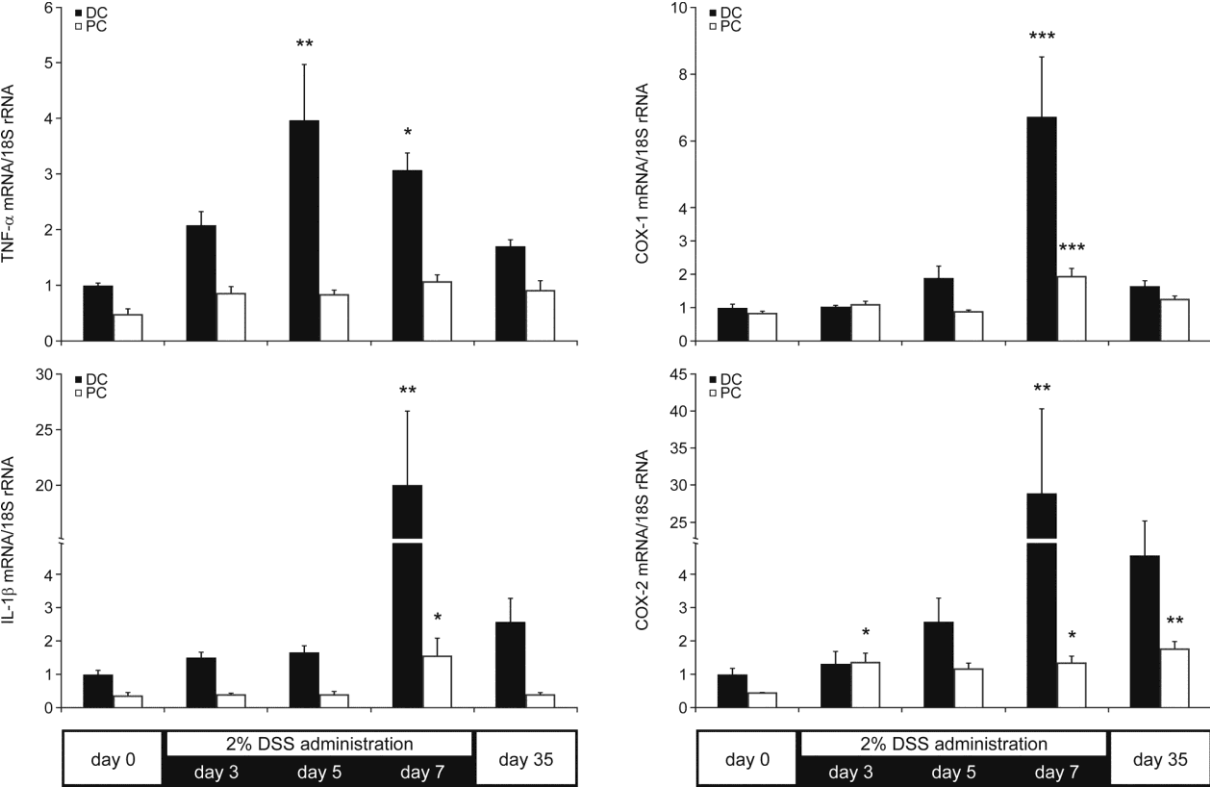 TNF-α mRNA/18S rRNA
6
5
4
3
2
1
0
DC
PC
**
*
COX-1 mRNA/18S rRNA
10
8
6
4
3
2
1
0
DC
PC
***
***
IL-1β mRNA/18S rRNA
30
25
20
4
3
2
1
0
DC
PC
**
*
COX-2 mRNA/18S rRNA
45
40
35
30
25
4
3
2
1
0
DC
PC
*
**
*
**
day 0
2% DSS administration
day 3 day 5 day 7
day 35
day 0
2% DSS administration
day 3 day 5 day 7
day 35